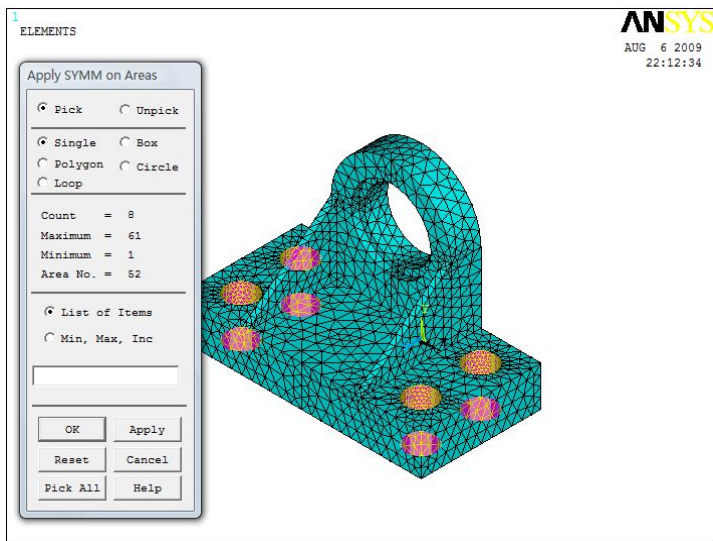 1
ELEMENTS
ANSYS
AUG 6 2009
22:12:34
Apply SYMM on Areas
Pick Unpick
Single Box
Polygon Circle
Loop
Count = 8
Maximum = 61
Minimum = 1
Area No. = 52
List of Items
Min, Max, Inc
OK Apply
Reset Cancel
Pick All Help